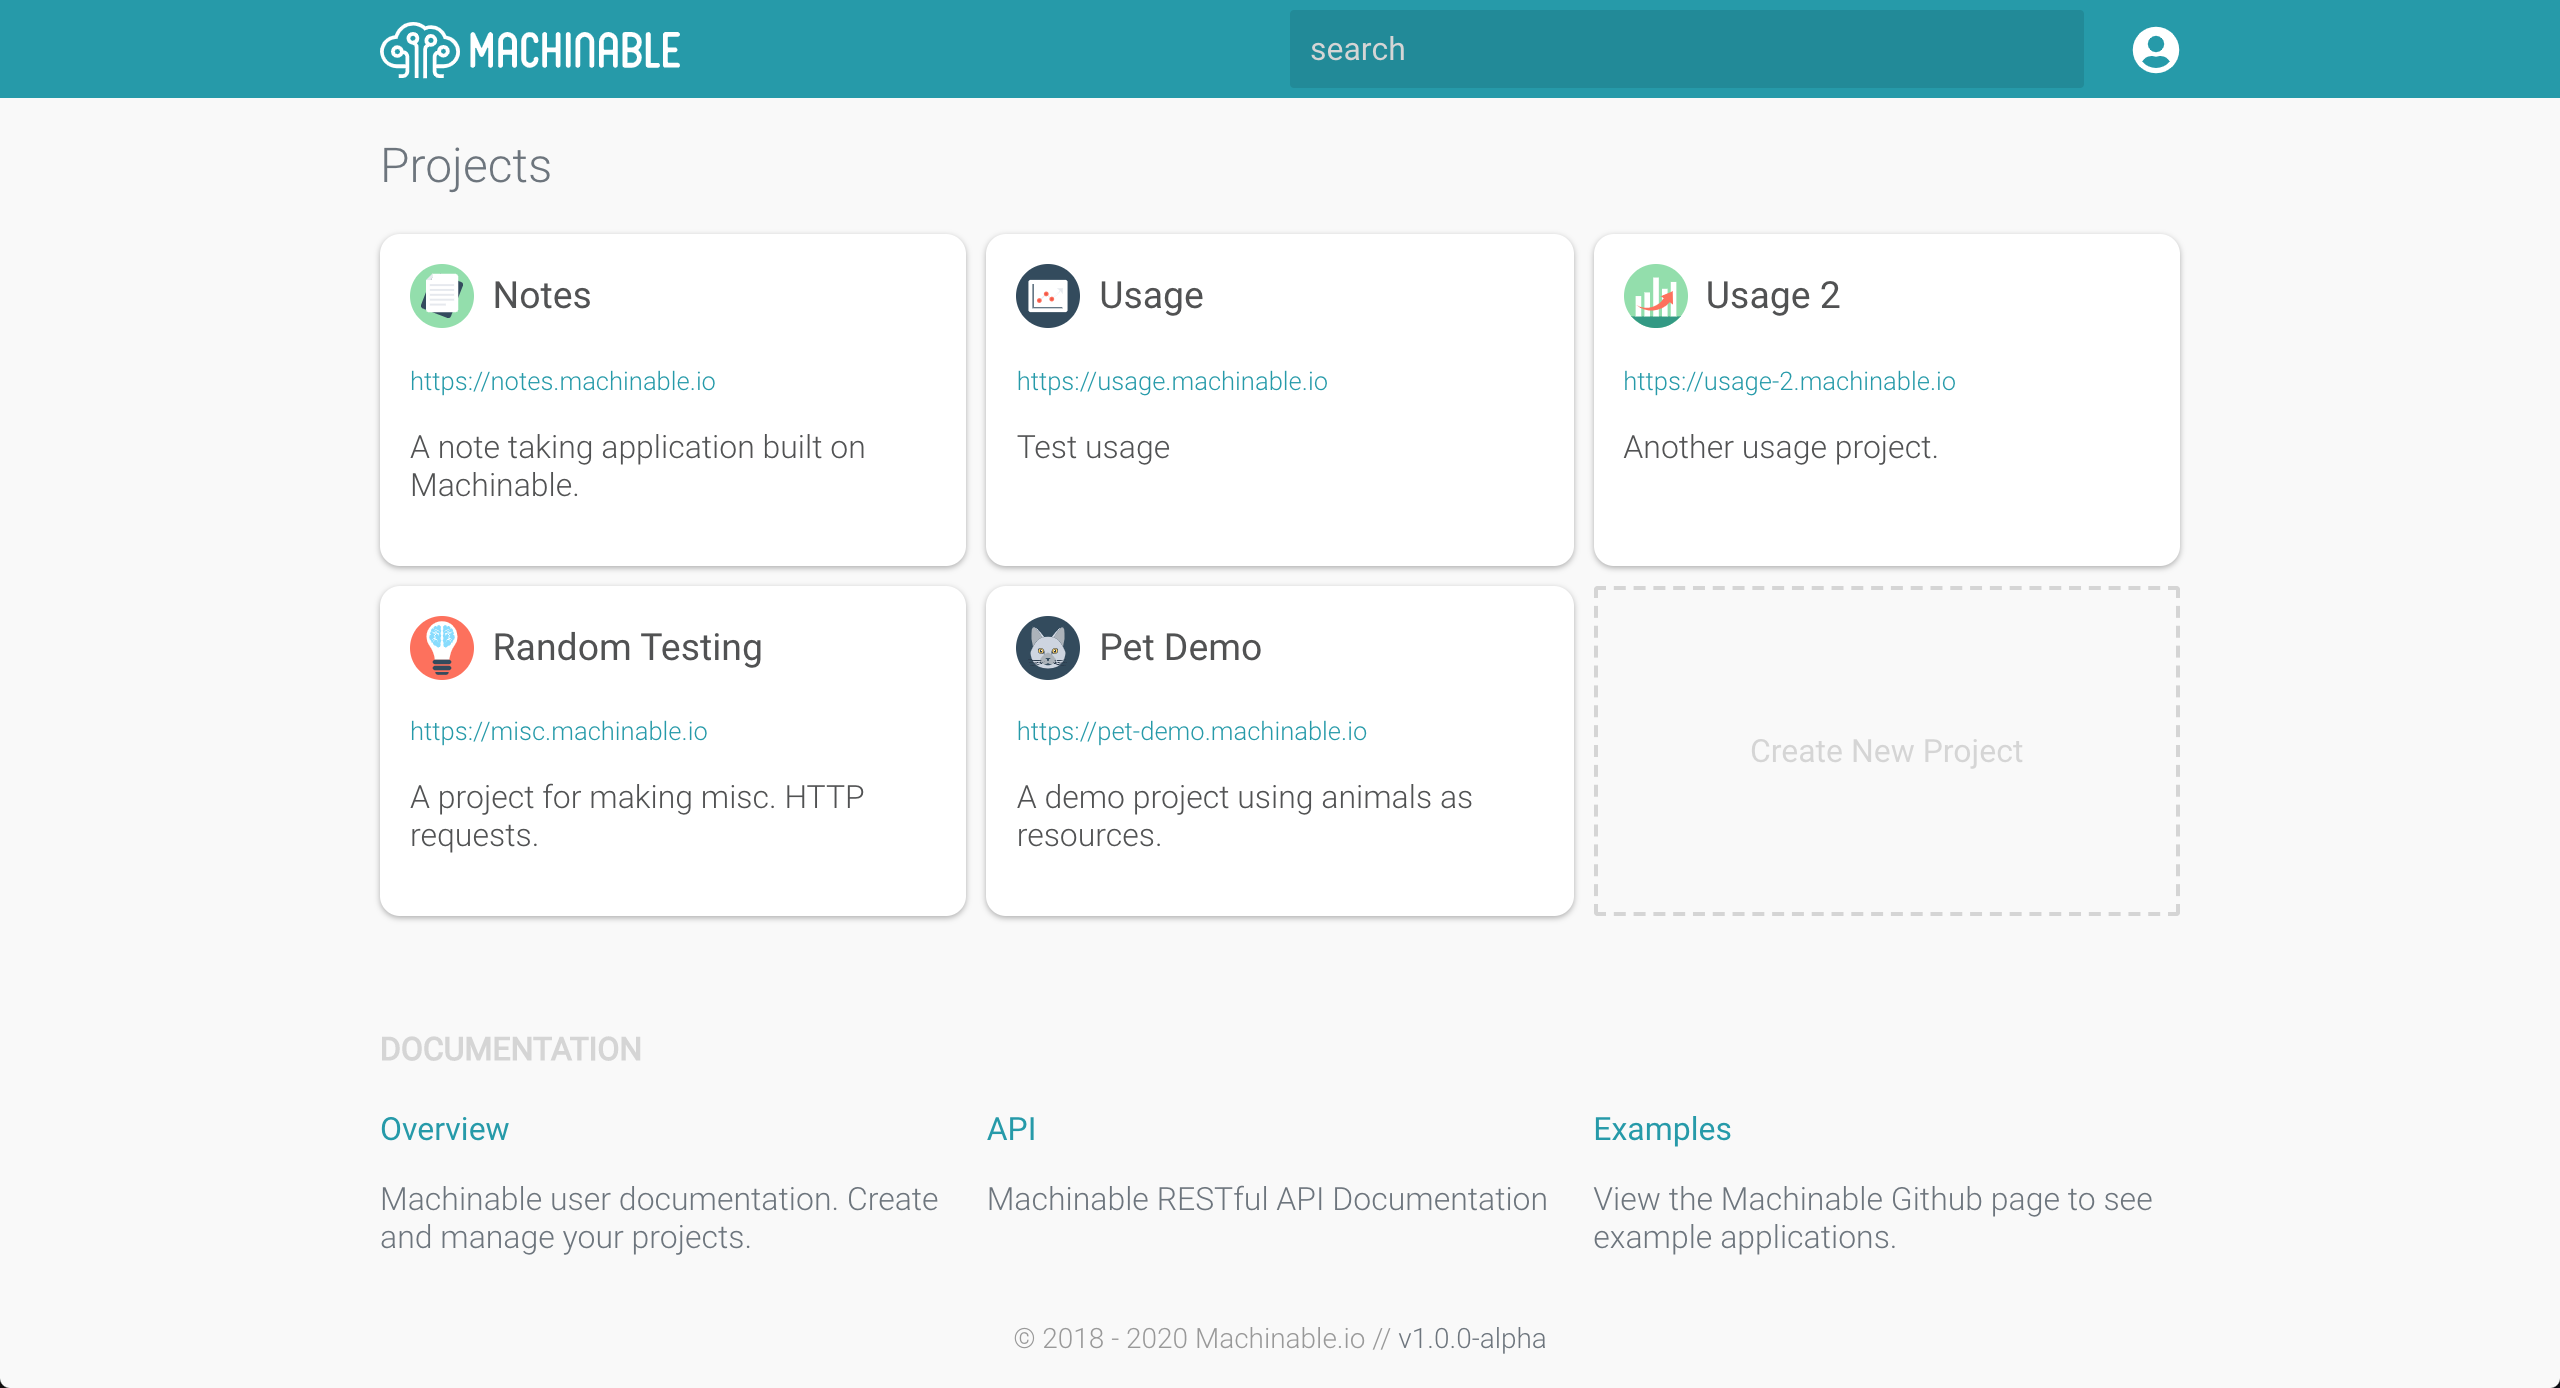 MACHINABLE
search
Projects
Notes
https://notes.machinable.io
A note taking application built on
Machinable.
Usage
https://usage.machinable.io
Test usage
Usage 2
https://usage-2.machinable.io
Another usage project.
Random Testing
https://misc.machinable.io
A project for making misc. HTTP
requests.
Pet Demo
https://pet-demo.machinable.io
A demo project using animals as
resources.
Create New Project
DOCUMENTATION
Overview
Machinable user documentation. Create
and manage your projects.
API
Machinable RESTful API Documentation
Examples
View the Machinable Github page to see
example applications.
© 2018 - 2020 Machinable.io // v1.0.0-alpha